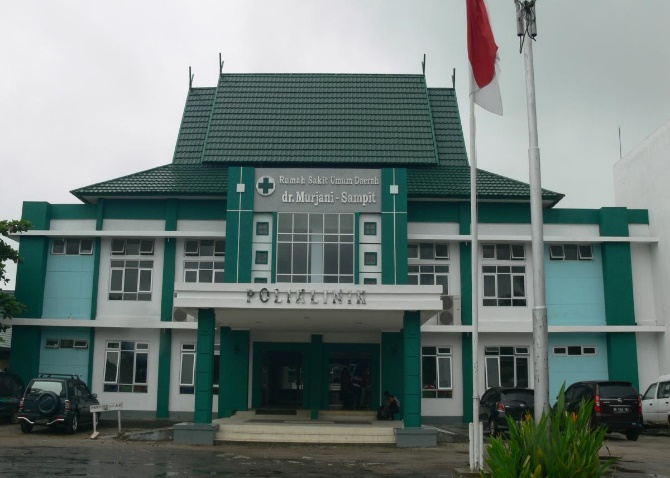 Rumah Sakit Umum Daerah
dr. Murjani - Sampit
POLIKLINIK